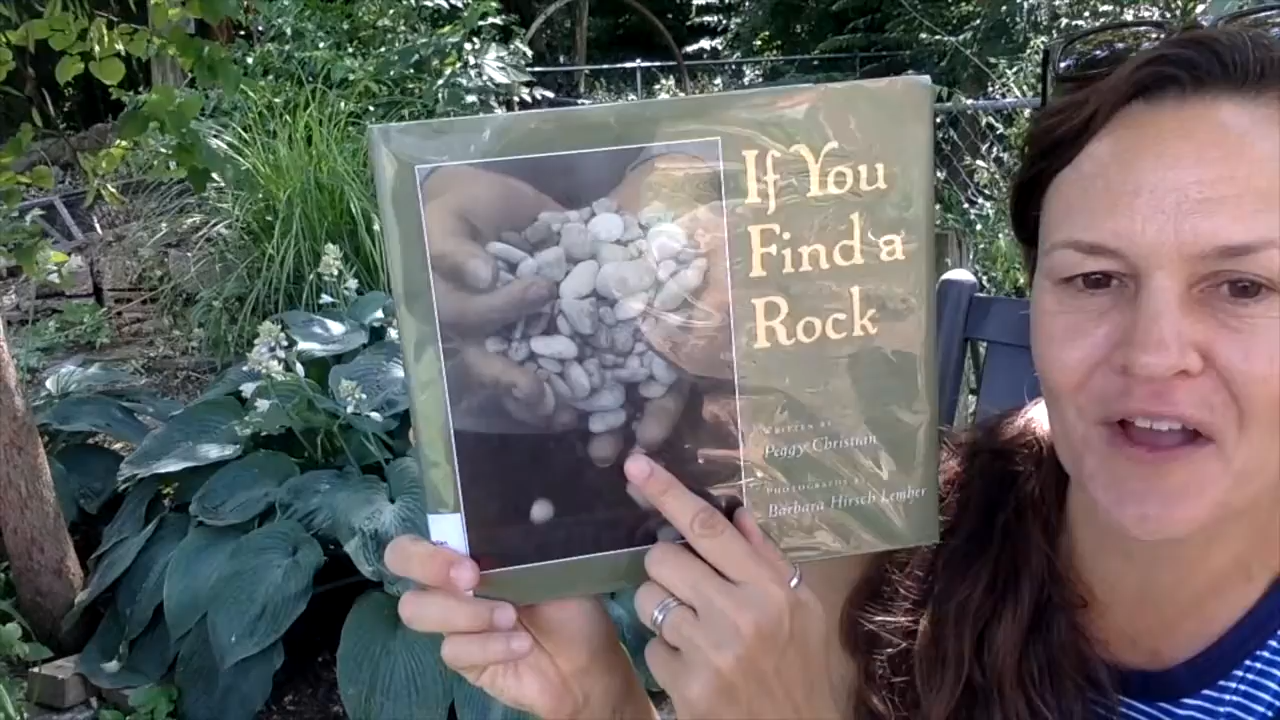 If You
Find a
Rock
WRITTEN BY
Peggy Christian
PHOTOGRAPHS BY
Barbara Hirsch Lember